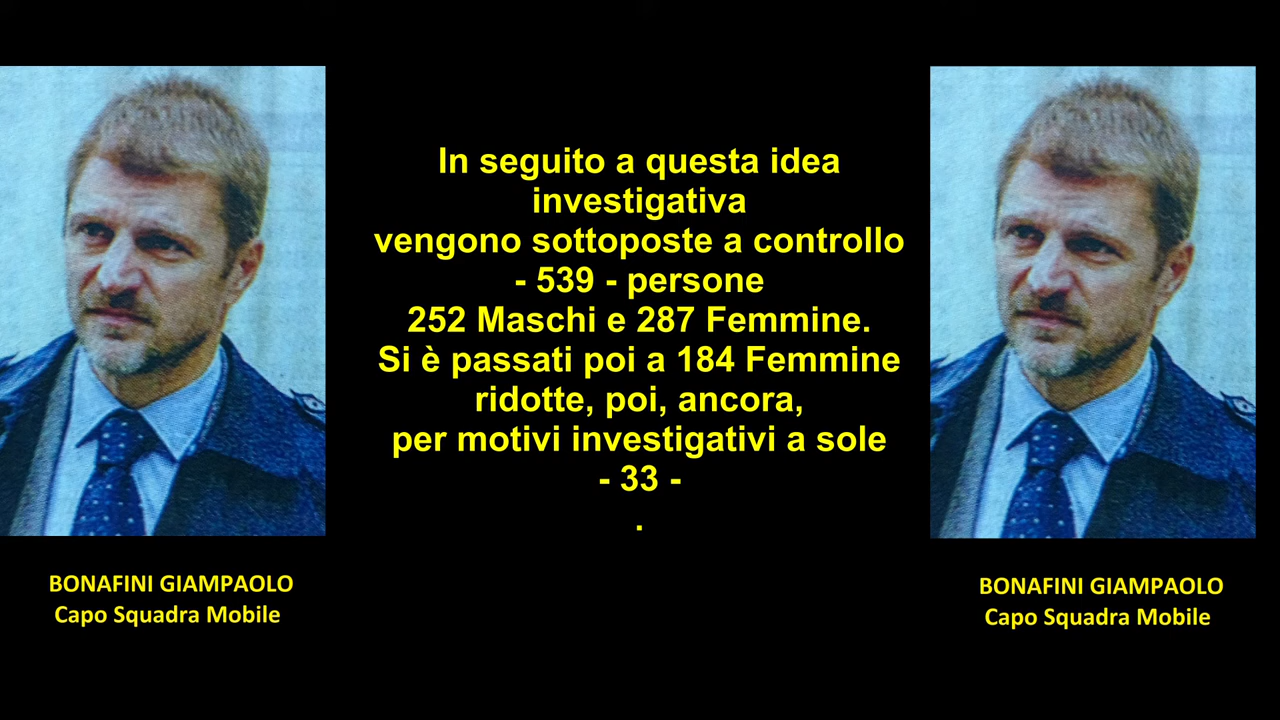 In seguito a questa idea
investigativa
vengono sottoposte a controllo
- 539 - persone
252 Maschi e 287 Femmine.
Si è passati poi a 184 Femmine
ridotte, poi, ancora,
per motivi investigativi a sole
- 33 -
.
BONAFINI GIAMPAOLO
Capo Squadra Mobile
BONAFINI GIAMPAOLO
Capo Squadra Mobile